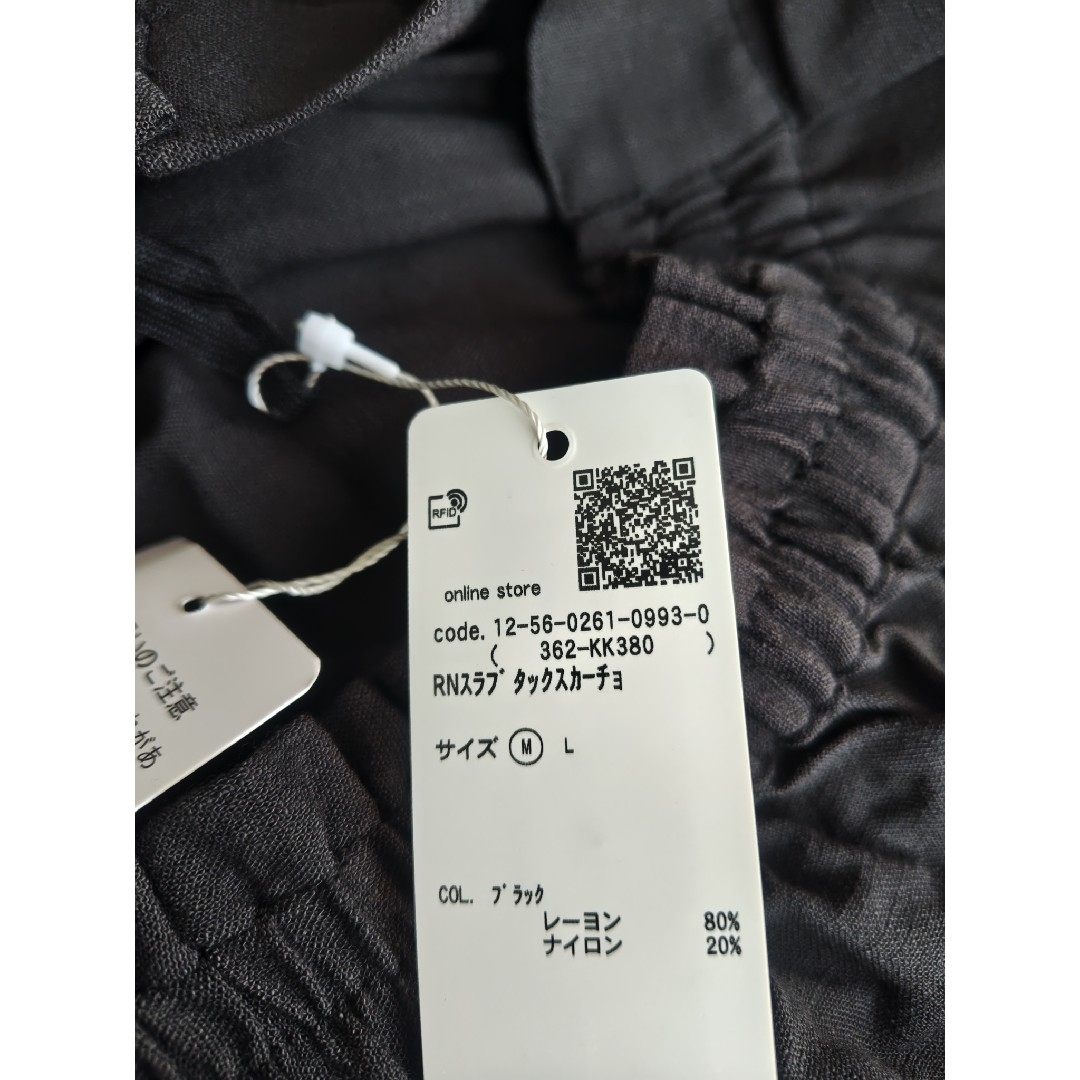 RFID
online store
code. 12-56-0261-0993-0
( 362-KK380 )
RNｽﾗﾌﾞﾀｯｸｽｶｰﾁｮ
サイズ M L
COL. ﾌﾞﾗｯｸ
レーヨン 80%
ナイロン 20%
のご注意
があ